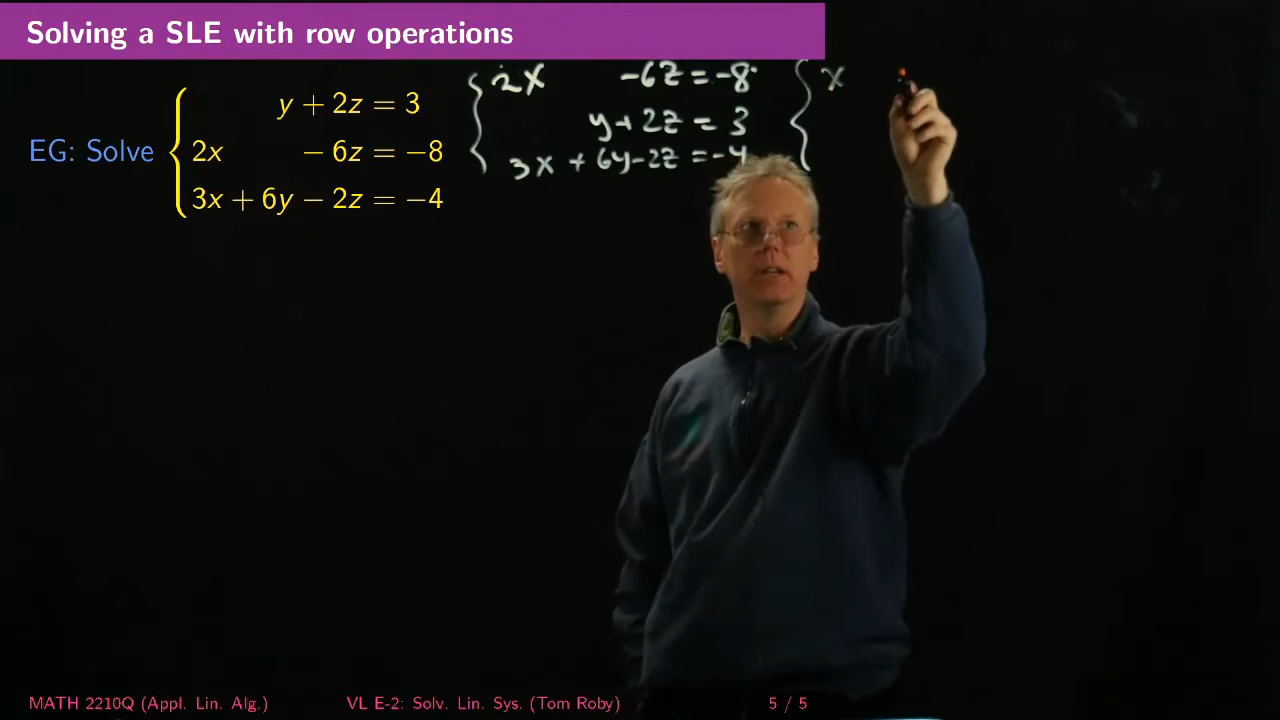 Solving a SLE with row operations
EG: Solve
y + 2z = 3
2x − 6z = −8
3x + 6y − 2z = −4
2x -6z = -8
y + 2z = 3
3x + 6y - 2z = -4
x
MATH 2210Q (Appl. Lin. Alg.) VL E-2: Solv. Lin. Sys. (Tom Roby) 5 / 5